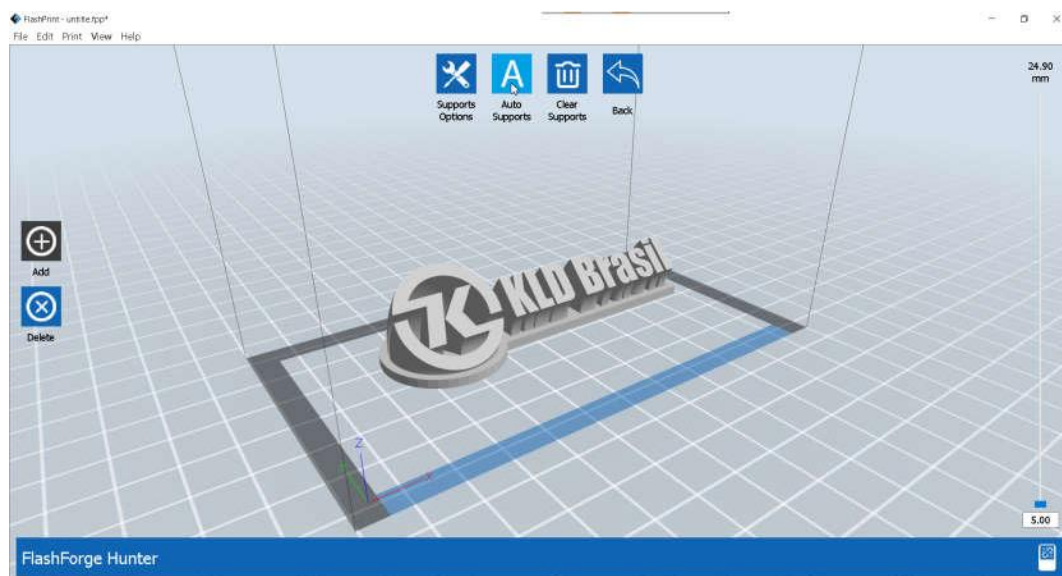 FlashPrint - untitle.fpp*
File Edit Print View Help
24.90
mm
A
Supports
Options
Auto
Supports
Clear
Supports
Back
Add
Delete
K
KLD Brasil
Z
5.00
FlashForge Hunter